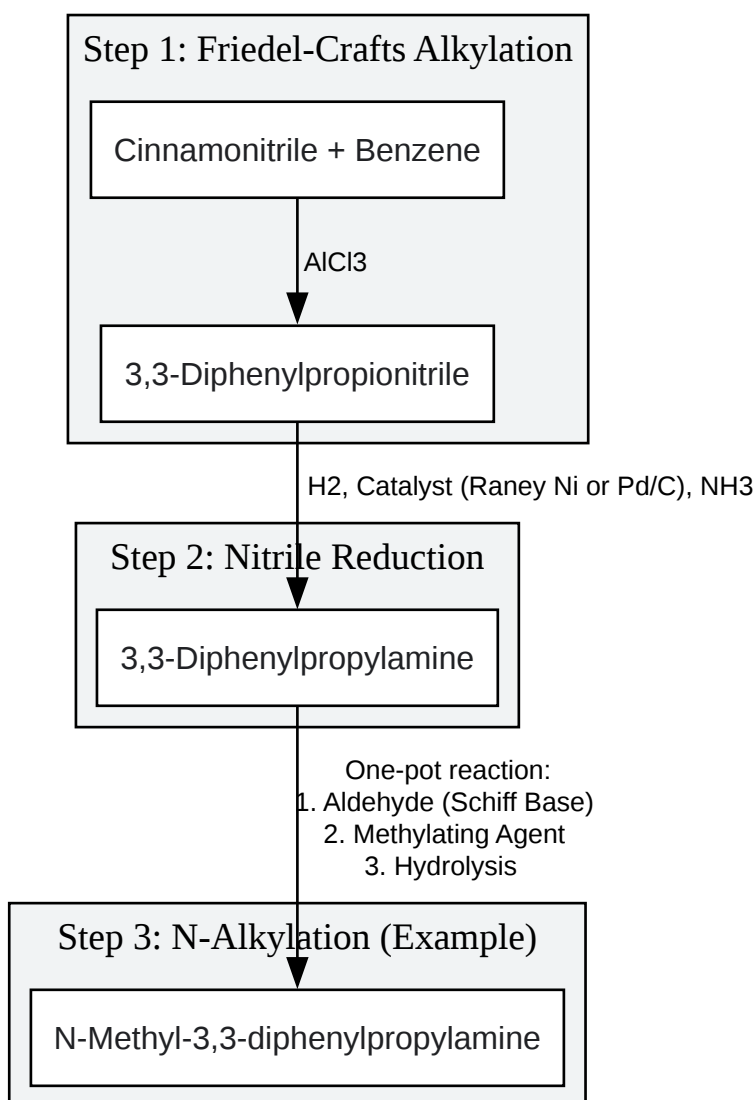 Step 1: Friedel-Crafts Alkylation
Cinnamonitrile + Benzene
AlCl3
3,3-Diphenylpropionitrile
H2, Catalyst (Raney Ni or Pd/C), NH3
Step 2: Nitrile Reduction
3,3-Diphenylpropylamine
One-pot reaction:
1. Aldehyde (Schiff Base)
2. Methylating Agent
3. Hydrolysis
Step 3: N-Alkylation (Example)
N-Methyl-3,3-diphenylpropylamine